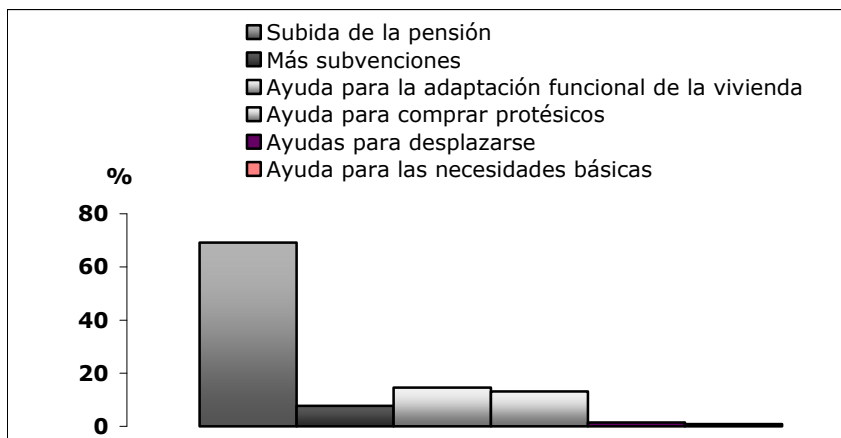 Subida de la pensión
Más subvenciones
Ayuda para la adaptación funcional de la vivienda
Ayuda para comprar protésicos
Ayudas para desplazarse
Ayuda para las necesidades básicas
%
80
60
40
20
0